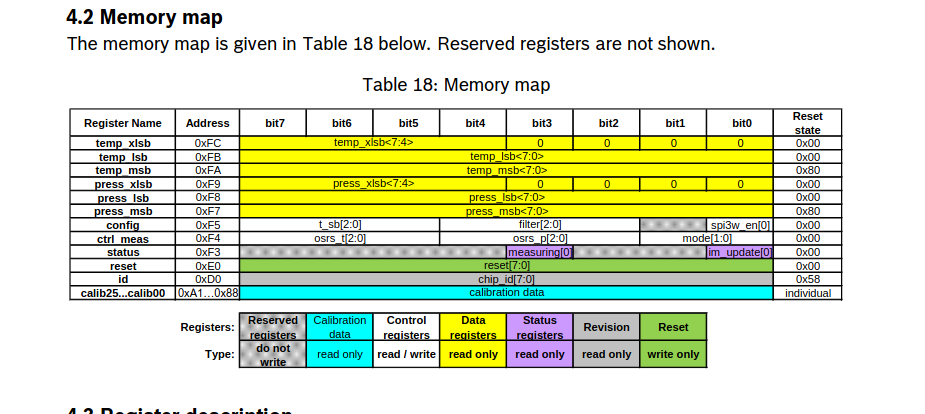 4.2 Memory map
The memory map is given in Table 18 below. Reserved registers are not shown.
Table 18: Memory map
Register Name Address bit7 bit6 bit5 bit4 bit3 bit2 bit1 bit0 Reset state
temp_xlsb 0xFC temp_xlsb<7:4> 0 0 0 0 0x00
temp_lsb 0xFB temp_lsb<7:0> 0x00
temp_msb 0xFA temp_msb<7:0> 0x80
press_xlsb 0xF9 press_xlsb<7:4> 0 0 0 0 0x00
press_lsb 0xF8 press_lsb<7:0> 0x00
press_msb 0xF7 press_msb<7:0> 0x80
config 0xF5 t_sb[2:0] filter[2:0] spi3w_en[0] 0x00
ctrl_meas 0xF4 osrs_t[2:0] osrs_p[2:0] mode[1:0] 0x00
status 0xF3 measuring[0] im_update[0] 0x00
reset 0xE0 reset[7:0] 0x00
id 0xD0 chip_id[7:0] 0x58
calib25...calib00 0xA1...0x88 calibration data individual
Registers: Reserved registers Calibration data Control registers Data registers Status registers Revision Reset
Type: do not write read only read / write read only read only read only write only
4.3 Register description